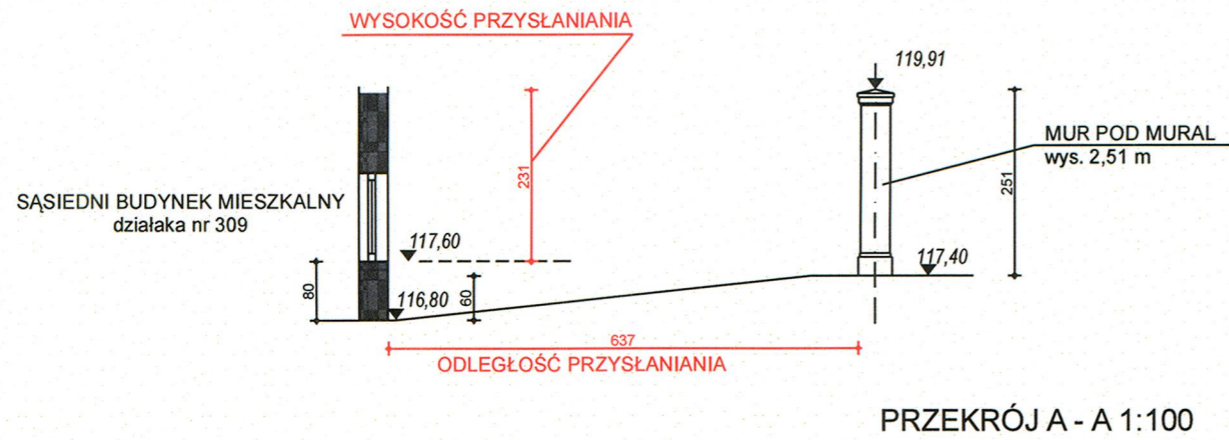 WYSOKOŚĆ PRZYSŁANIANIA
119,91
MUR POD MURAL
wys. 2,51 m
231
251
SĄSIEDNI BUDYNEK MIESZKALNY
działaka nr 309
117,60
117,40
80
116,80
60
637
ODLEGŁOŚĆ PRZYSŁANIANIA
PRZEKRÓJ A - A 1:100